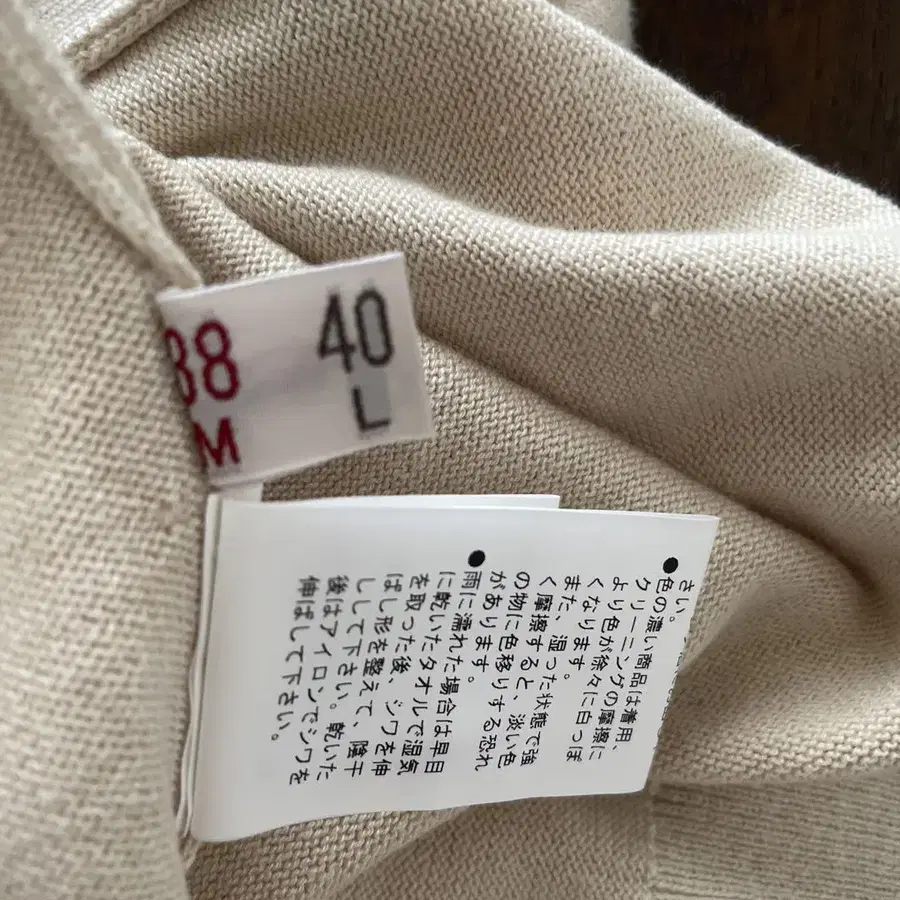 38 40
M L
さい。
●色の濃い商品は着用、
クリーニングの摩擦に
より色が徐々に白っぽ
くなります。
また、湿った状態で強
く摩擦すると、淡い色
の物に色移りする恐れ
があります。
●雨に濡れた場合は早目
に乾いたタオルで湿気
を取った後、シワを伸
ばし形を整えて、陰干
しして下さい。乾いた
後はアイロンでシワを
伸ばして下さい。